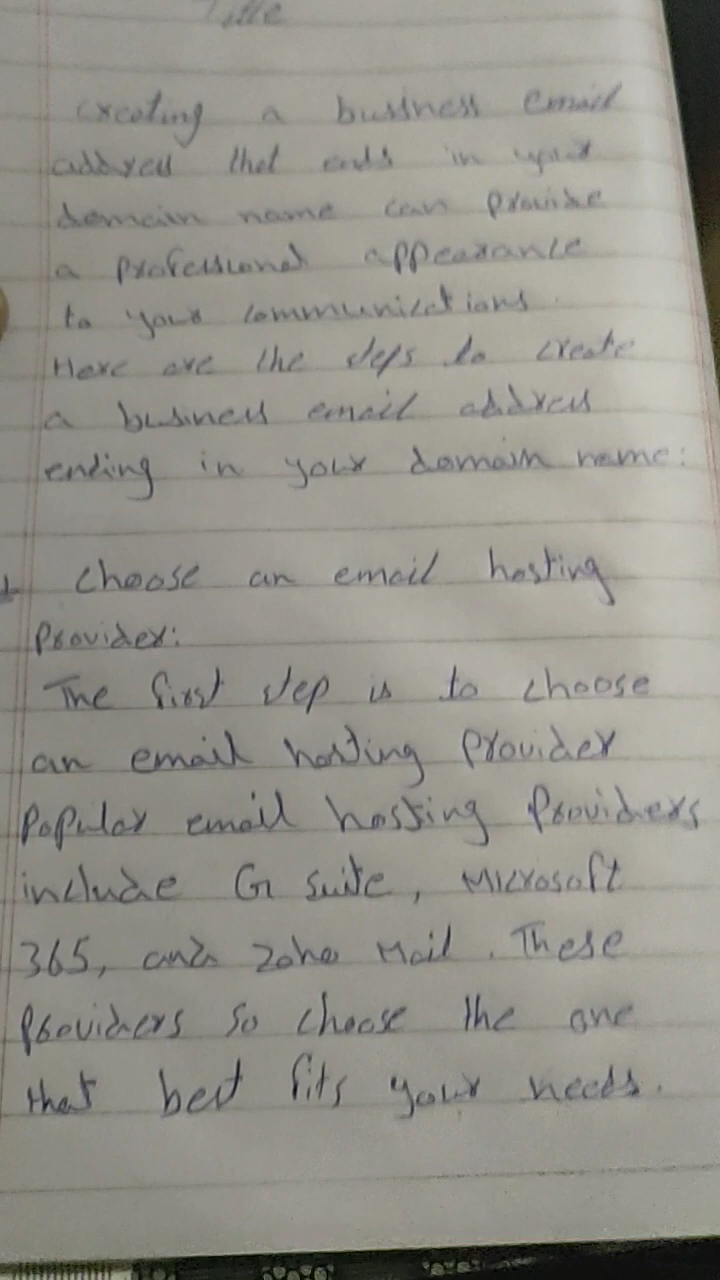 Title
Creating a business email
address that ends in your
domain name can provide
a professional appearance
to your communications.
Here are the steps to create
a business email address
ending in your domain name:
1 Choose an email hosting
Provider:
The first step is to choose
an email hosting provider
Popular email hosting Providers
include G suite, Microsoft
365, and Zoho Mail. These
Providers so choose the one
that best fits your needs.